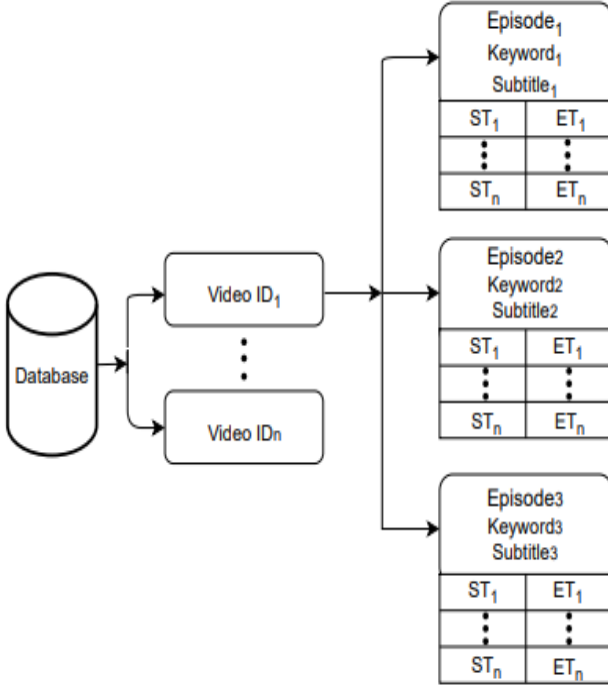 Database
Video ID1
Video IDn
Episode1
Keyword1
Subtitle1
ST1 ET1
STn ETn
Episode2
Keyword2
Subtitle2
ST1 ET1
STn ETn
Episode3
Keyword3
Subtitle3
ST1 ET1
STn ETn